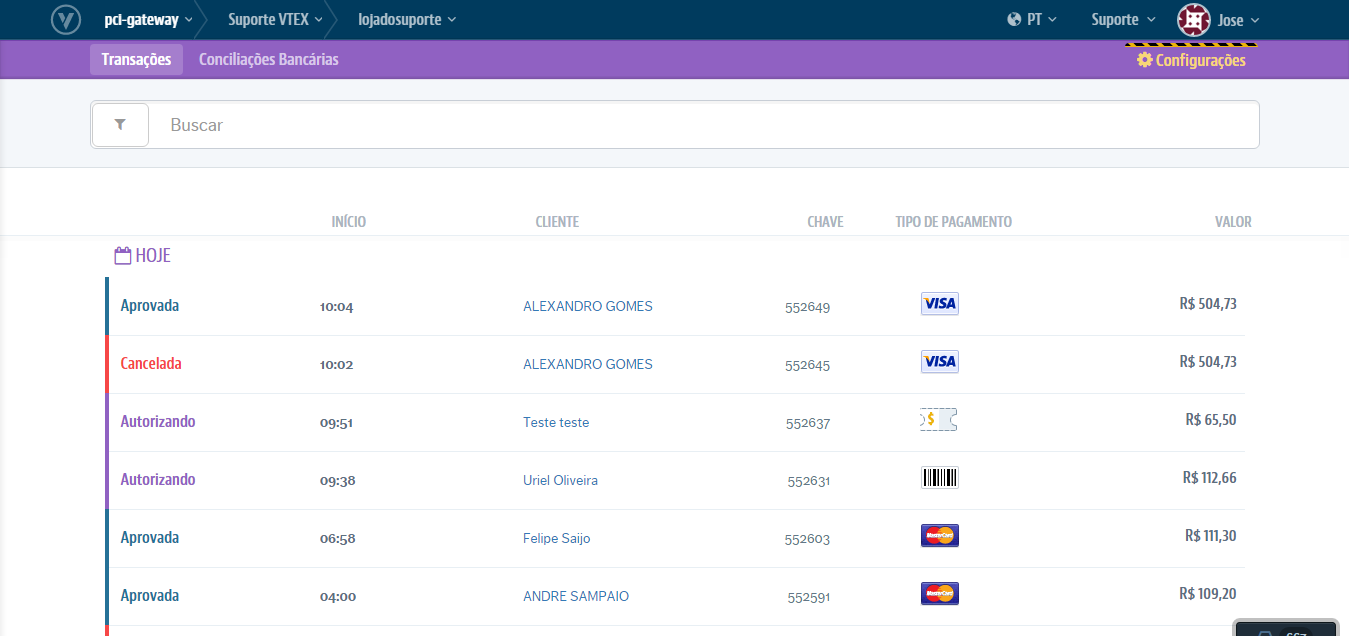 V pci-gateway Suporte VTEX lojadosuporte PT Suporte Jose
Transações Conciliações Bancárias Configurações
Buscar
INÍCIO CLIENTE CHAVE TIPO DE PAGAMENTO VALOR
HOJE
Aprovada 10:04 ALEXANDRO GOMES 552649 VISA R$ 504,73
Cancelada 10:02 ALEXANDRO GOMES 552645 VISA R$ 504,73
Autorizando 09:51 Teste teste 552637 $ R$ 65,50
Autorizando 09:38 Uriel Oliveira 552631 R$ 112,66
Aprovada 06:58 Felipe Saijo 552603 MasterCard R$ 111,30
Aprovada 04:00 ANDRE SAMPAIO 552591 MasterCard R$ 109,20